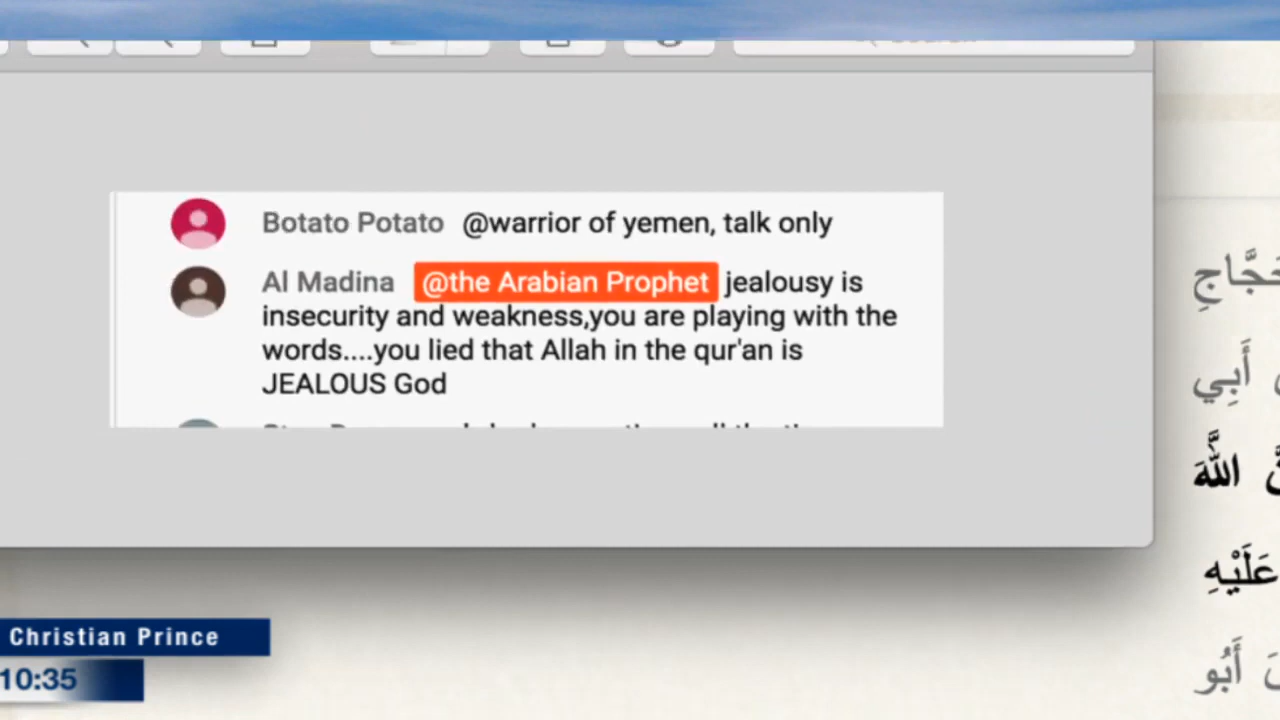 Botato Potato @warrior of yemen, talk only
Al Madina @the Arabian Prophet jealousy is
insecurity and weakness,you are playing with the
words....you lied that Allah in the qur'an is
JEALOUS God
أَبِي
اللَّهَ
عَلَيْهِ
أَبُو
Christian Prince
10:35